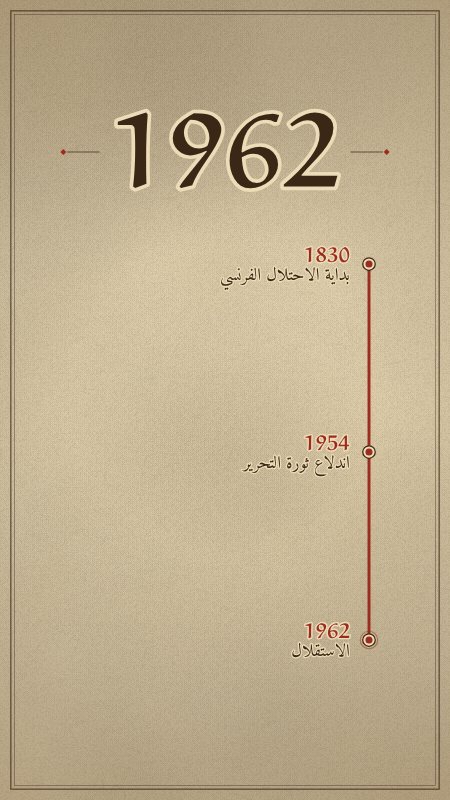 1962
1830
بداية الاحتلال الفرنسي
1954
اندلاع ثورة التحرير
1962
الاستقلال